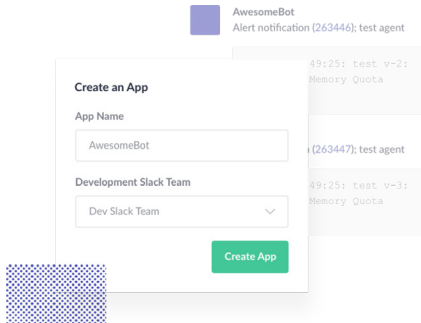 AwesomeBot
Alert notification (263446); test agent
49:25: test v-2:
Memory Quota
Create an App
App Name
AwesomeBot
(263447); test agent
Development Slack Team
49:25: test v-3:
Dev Slack Team
Memory Quota
Create App